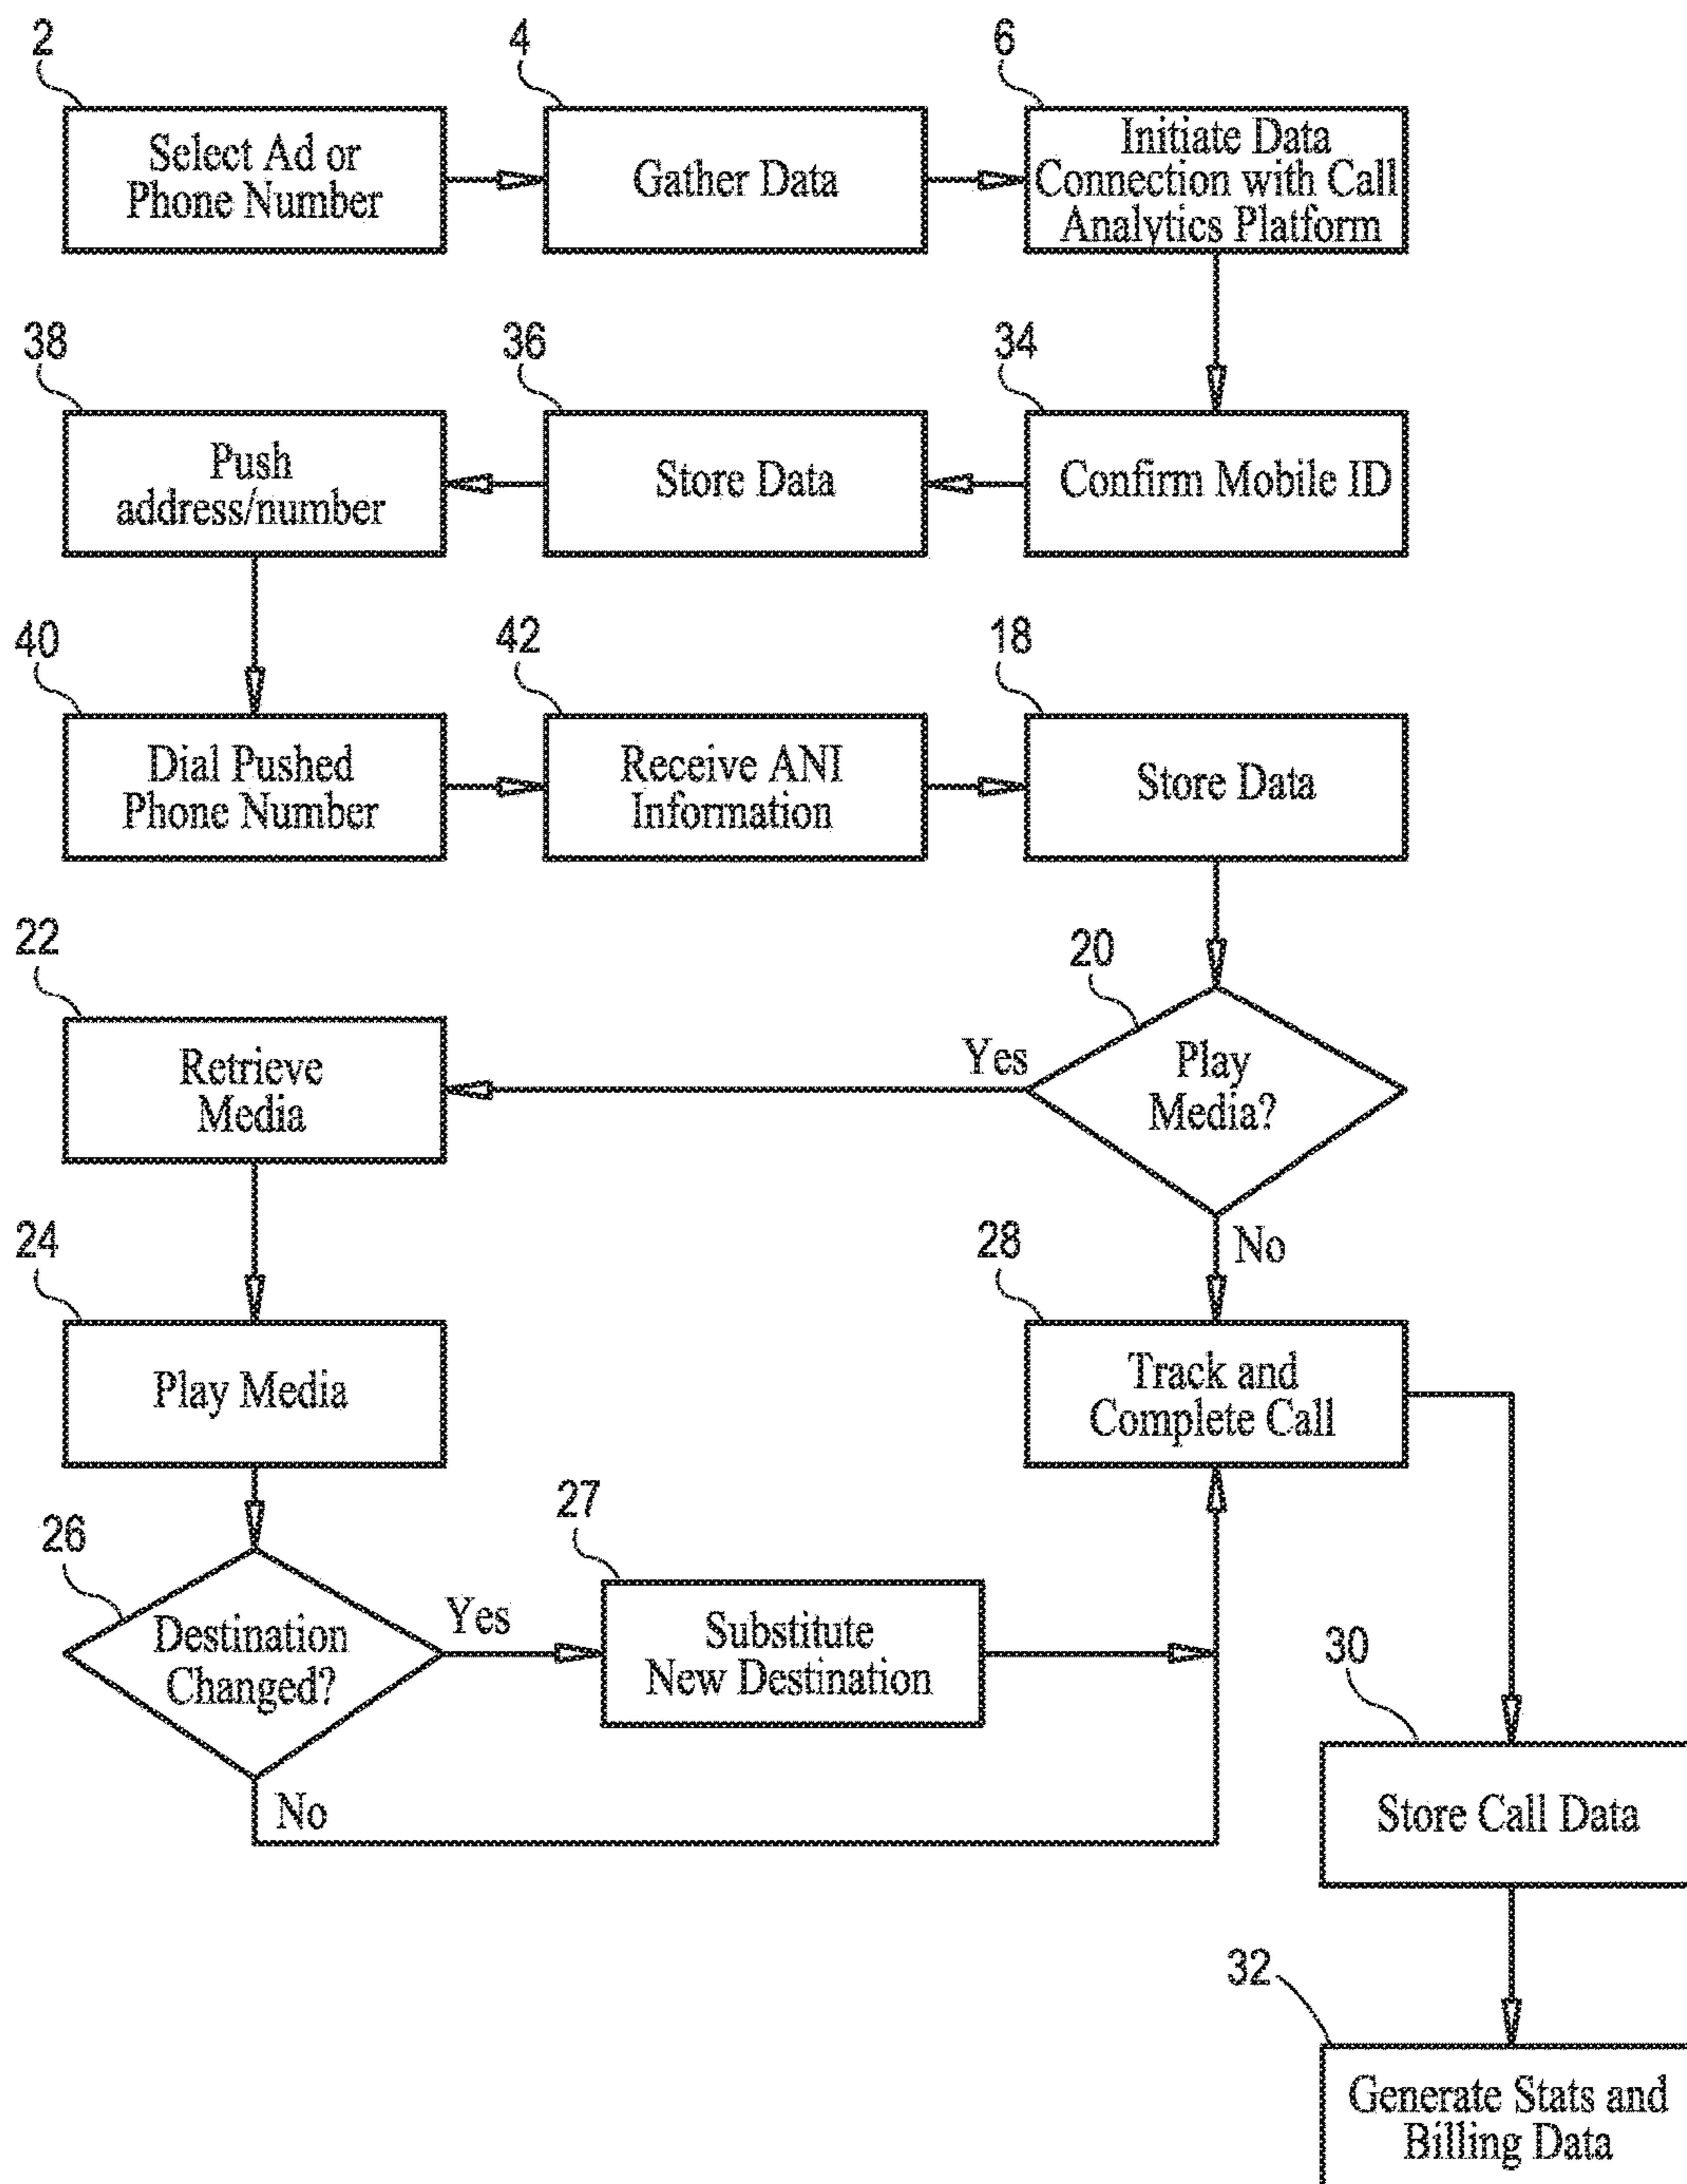 2
4
6
Select Ad or
Phone Number
Gather Data
Initiate Data
Connection with Call
Analytics Platform
38
36
34
Push
address/number
Store Data
Confirm Mobile ID
40
42
18
Dial Pushed
Phone Number
Receive ANI
Information
Store Data
22
20
Retrieve
Media
Yes
Play
Media?
No
24
28
Play Media
Track and
Complete Call
26
27
Destination
Changed?
Yes
Substitute
New Destination
No
30
Store Call Data
32
Generate Stats and
Billing Data